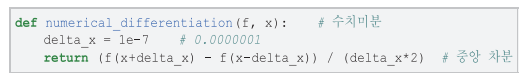 def numerical_differentiation(f, x):    # 수치미분
    delta_x = 1e-7    # 0.0000001
    return (f(x+delta_x) - f(x-delta_x)) / (delta_x*2)  # 중앙 차분